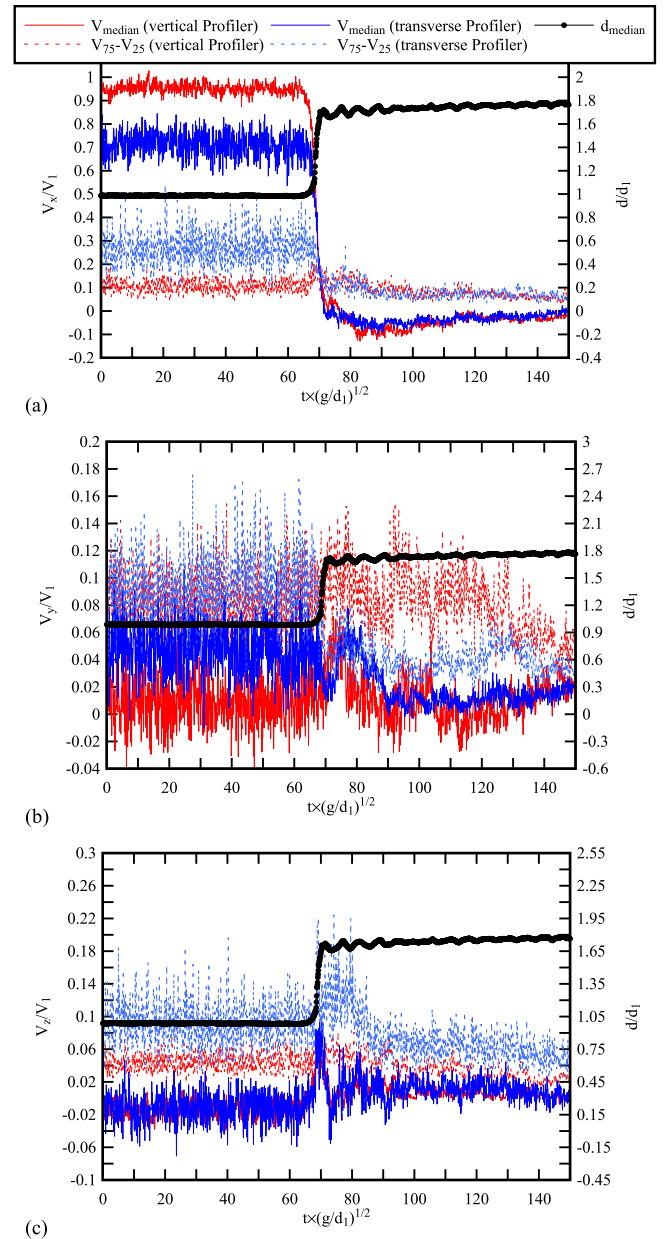 V_median (vertical Profiler) V_median (transverse Profiler) d_median
V_75-V_25 (vertical Profiler) V_75-V_25 (transverse Profiler)
1 2
0.9 1.8
0.8 1.6
0.7 1.4
0.6 1.2
0.5 1
0.4 0.8
0.3 0.6
0.2 0.4
0.1 0.2
0 0
-0.1 -0.2
-0.2 -0.4
V_x/V_1
d/d_1
0 20 40 60 80 100 120 140
t×(g/d_1)^1/2
(a)
0.2 3
0.18 2.7
0.16 2.4
0.14 2.1
0.12 1.8
0.1 1.5
0.08 1.2
0.06 0.9
0.04 0.6
0.02 0.3
0 0
-0.02 -0.3
-0.04 -0.6
V_y/V_1
d/d_1
0 20 40 60 80 100 120 140
t×(g/d_1)^1/2
(b)
0.3 2.55
0.26 2.25
0.22 1.95
0.18 1.65
0.14 1.35
0.1 1.05
0.06 0.75
0.02 0.45
-0.02 0.15
-0.06 -0.15
-0.1 -0.45
V_z/V_1
d/d_1
0 20 40 60 80 100 120 140
t×(g/d_1)^1/2
(c)